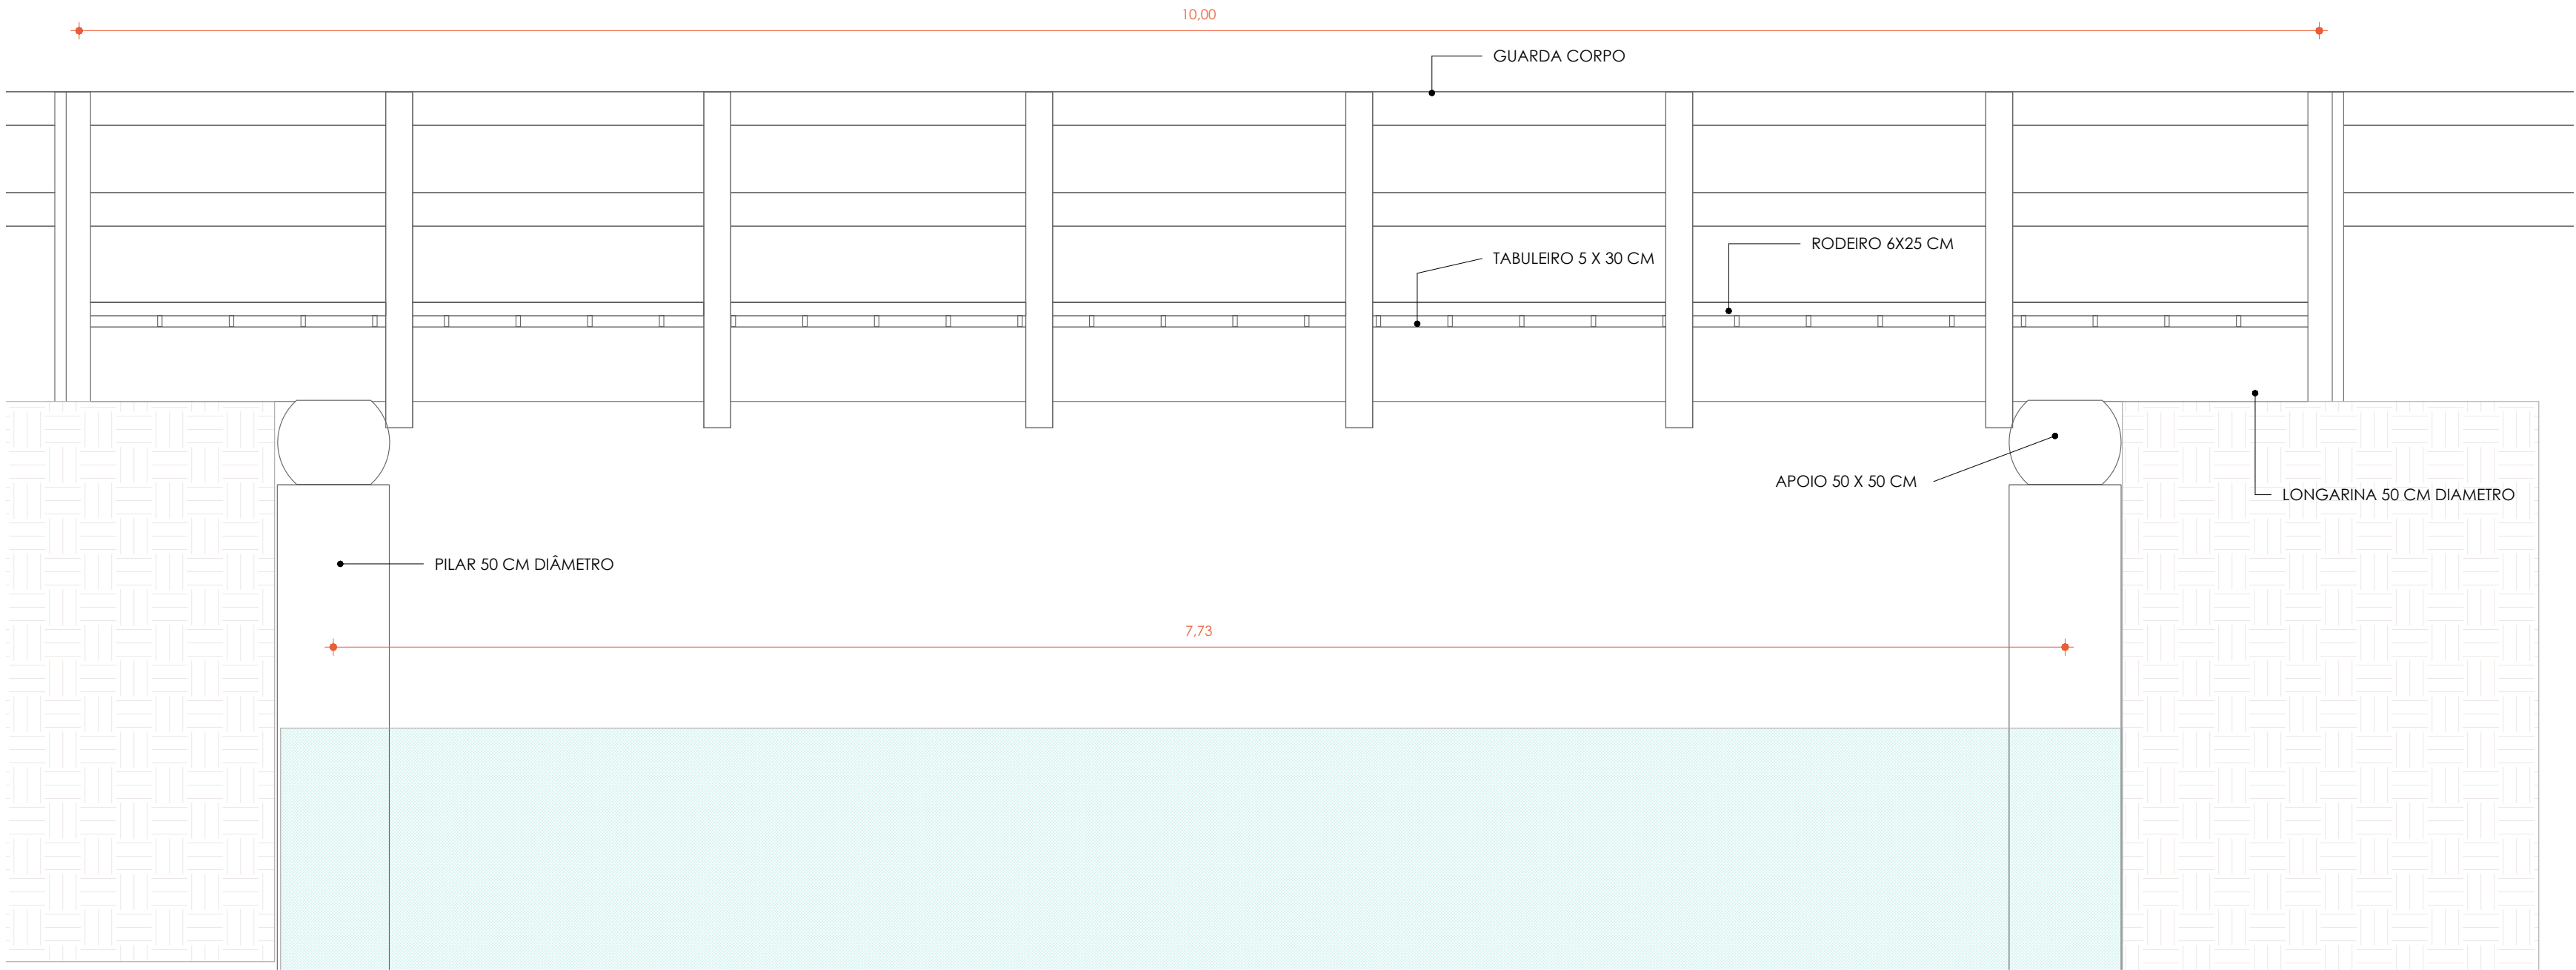 10,00
GUARDA CORPO
RODEIRO 6X25 CM
TABULEIRO 5 X 30 CM
APOIO 50 X 50 CM
LONGARINA 50 CM DIAMETRO
PILAR 50 CM DIÂMETRO
7,73